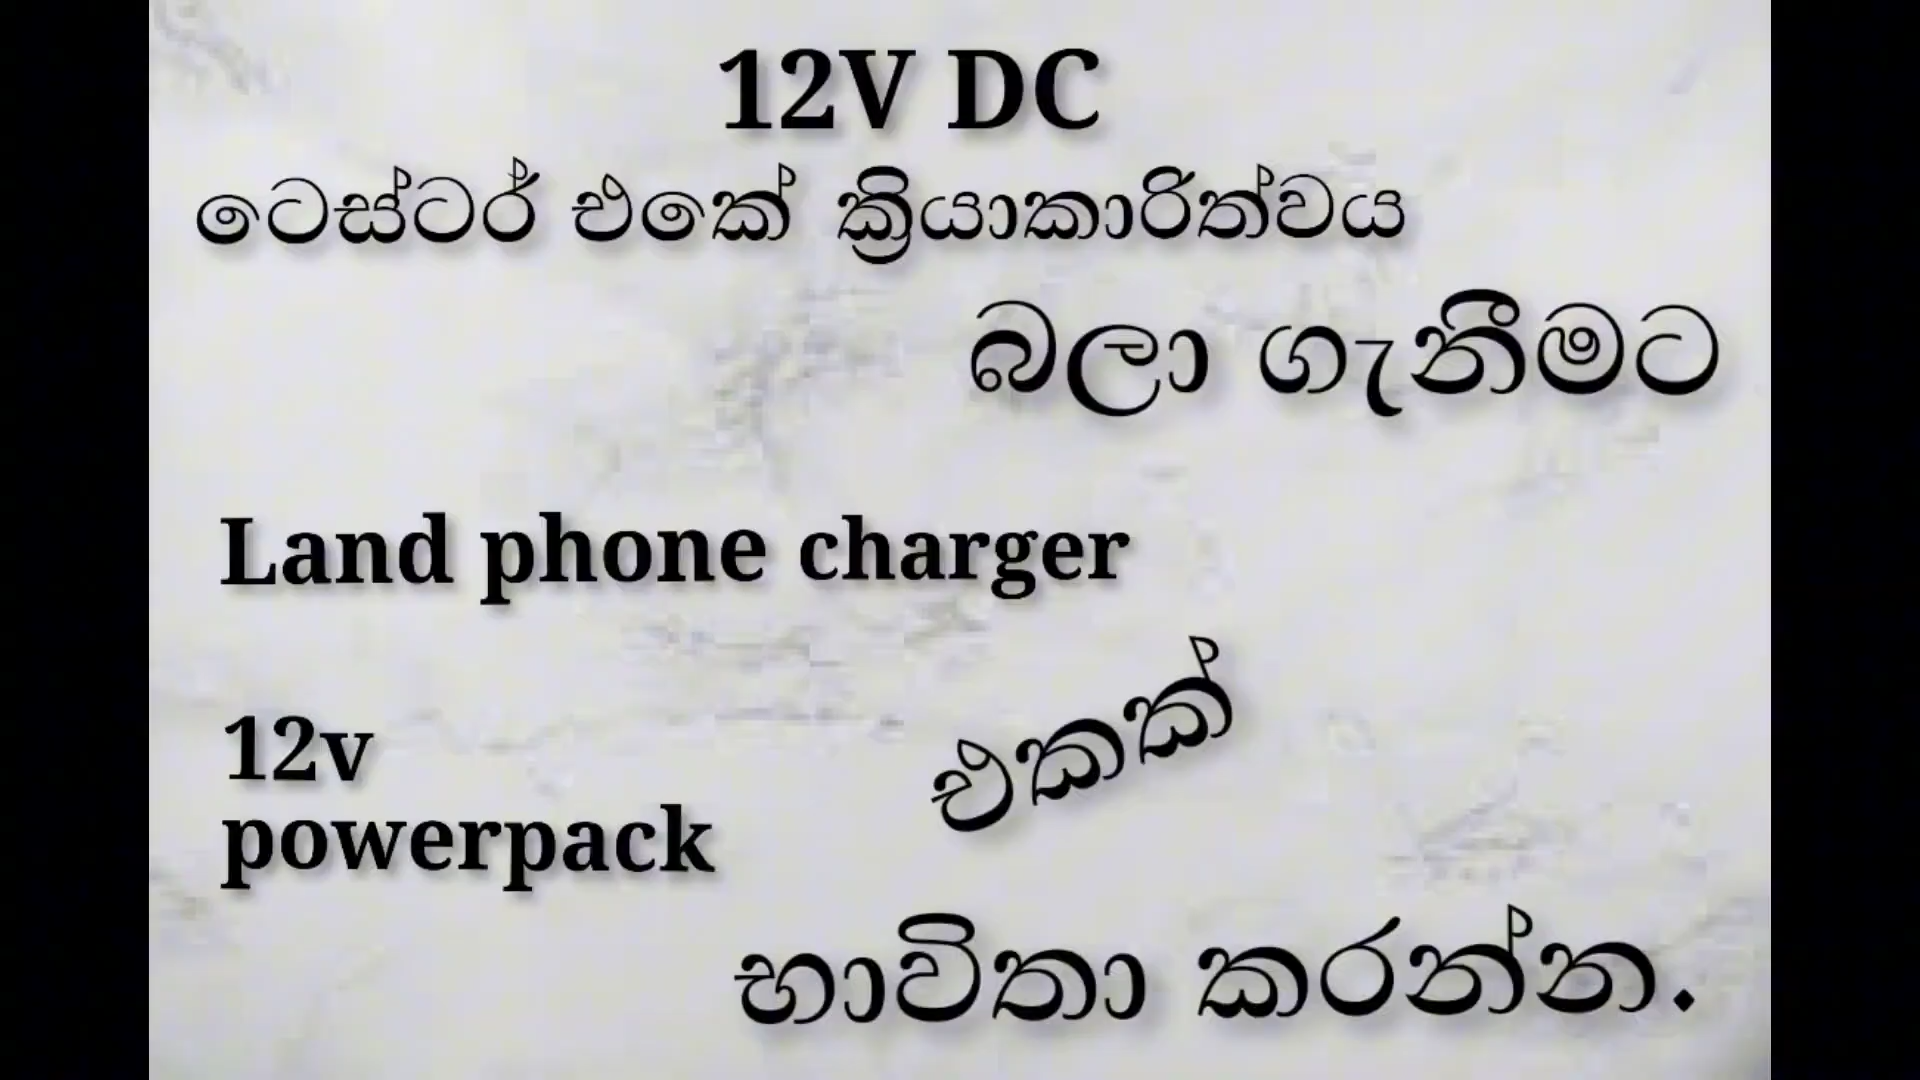 12V DC
ටෙස්ටර් එකේ ක්‍රියාකාරිත්වය
බලා ගැනීමට
Land phone charger
12v
powerpack
එකක්
භාවිතා කරන්න.